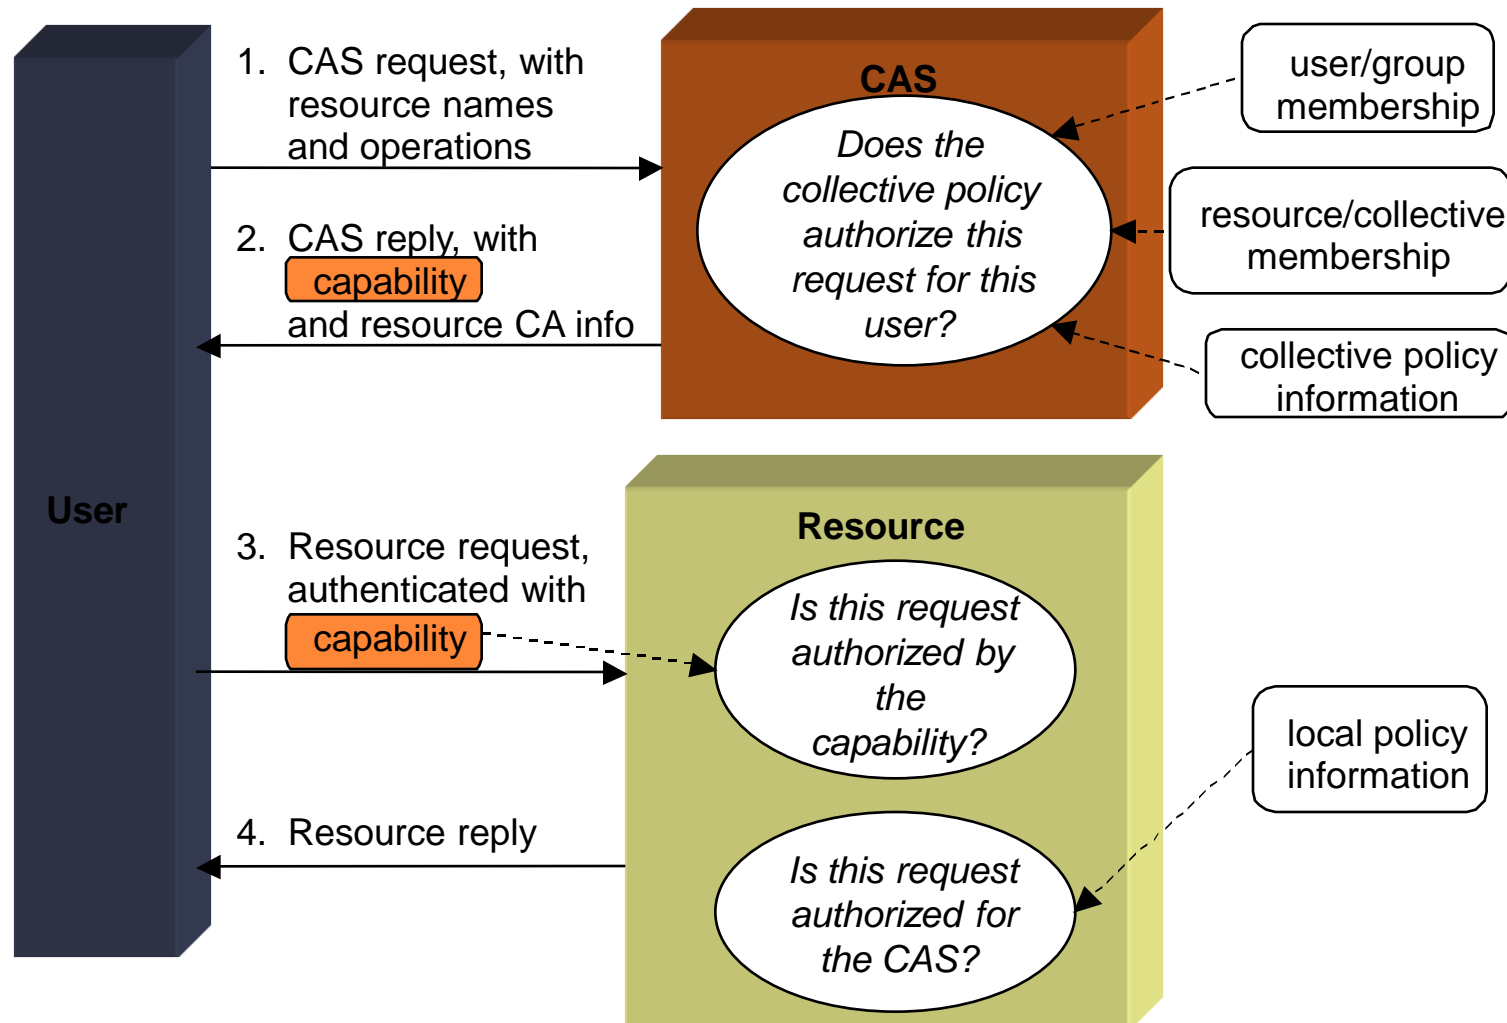 1. CAS request, with
resource names
and operations
CAS
Does the
collective policy
authorize this
request for this
user?
user/group
membership
resource/collective
membership
collective policy
information
2. CAS reply, with
capability
and resource CA info
User
3. Resource request,
authenticated with
capability
Resource
Is this request
authorized by
the
capability?
local policy
information
4. Resource reply
Is this request
authorized for
the CAS?